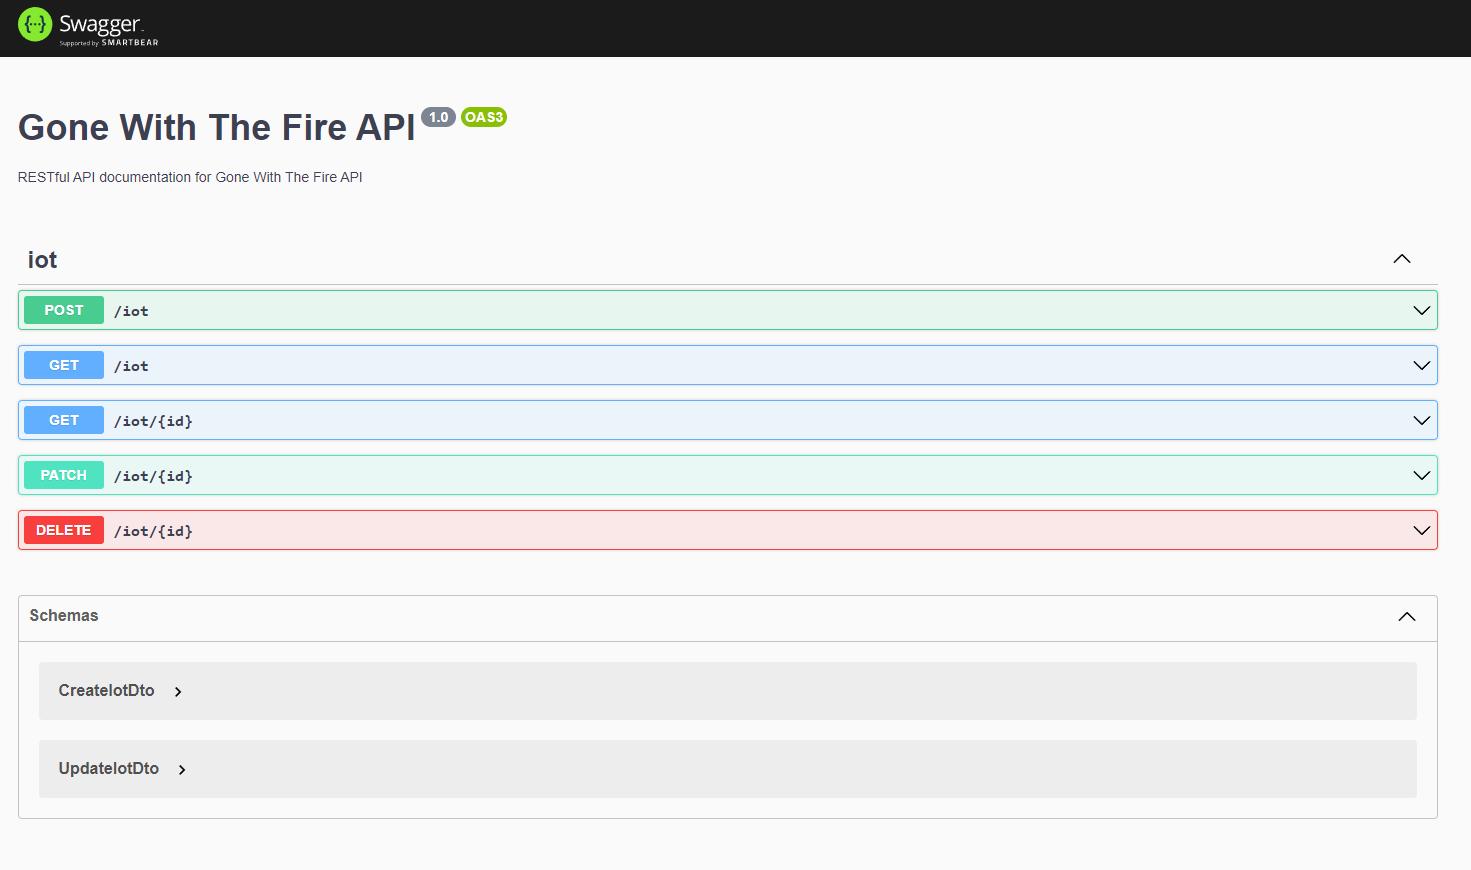 Swagger.
Supported by SMARTBEAR
Gone With The Fire API 1.0 OAS3
RESTful API documentation for Gone With The Fire API
iot
POST /iot
GET /iot
GET /iot/{id}
PATCH /iot/{id}
DELETE /iot/{id}
Schemas
CreateIotDto
UpdateIotDto